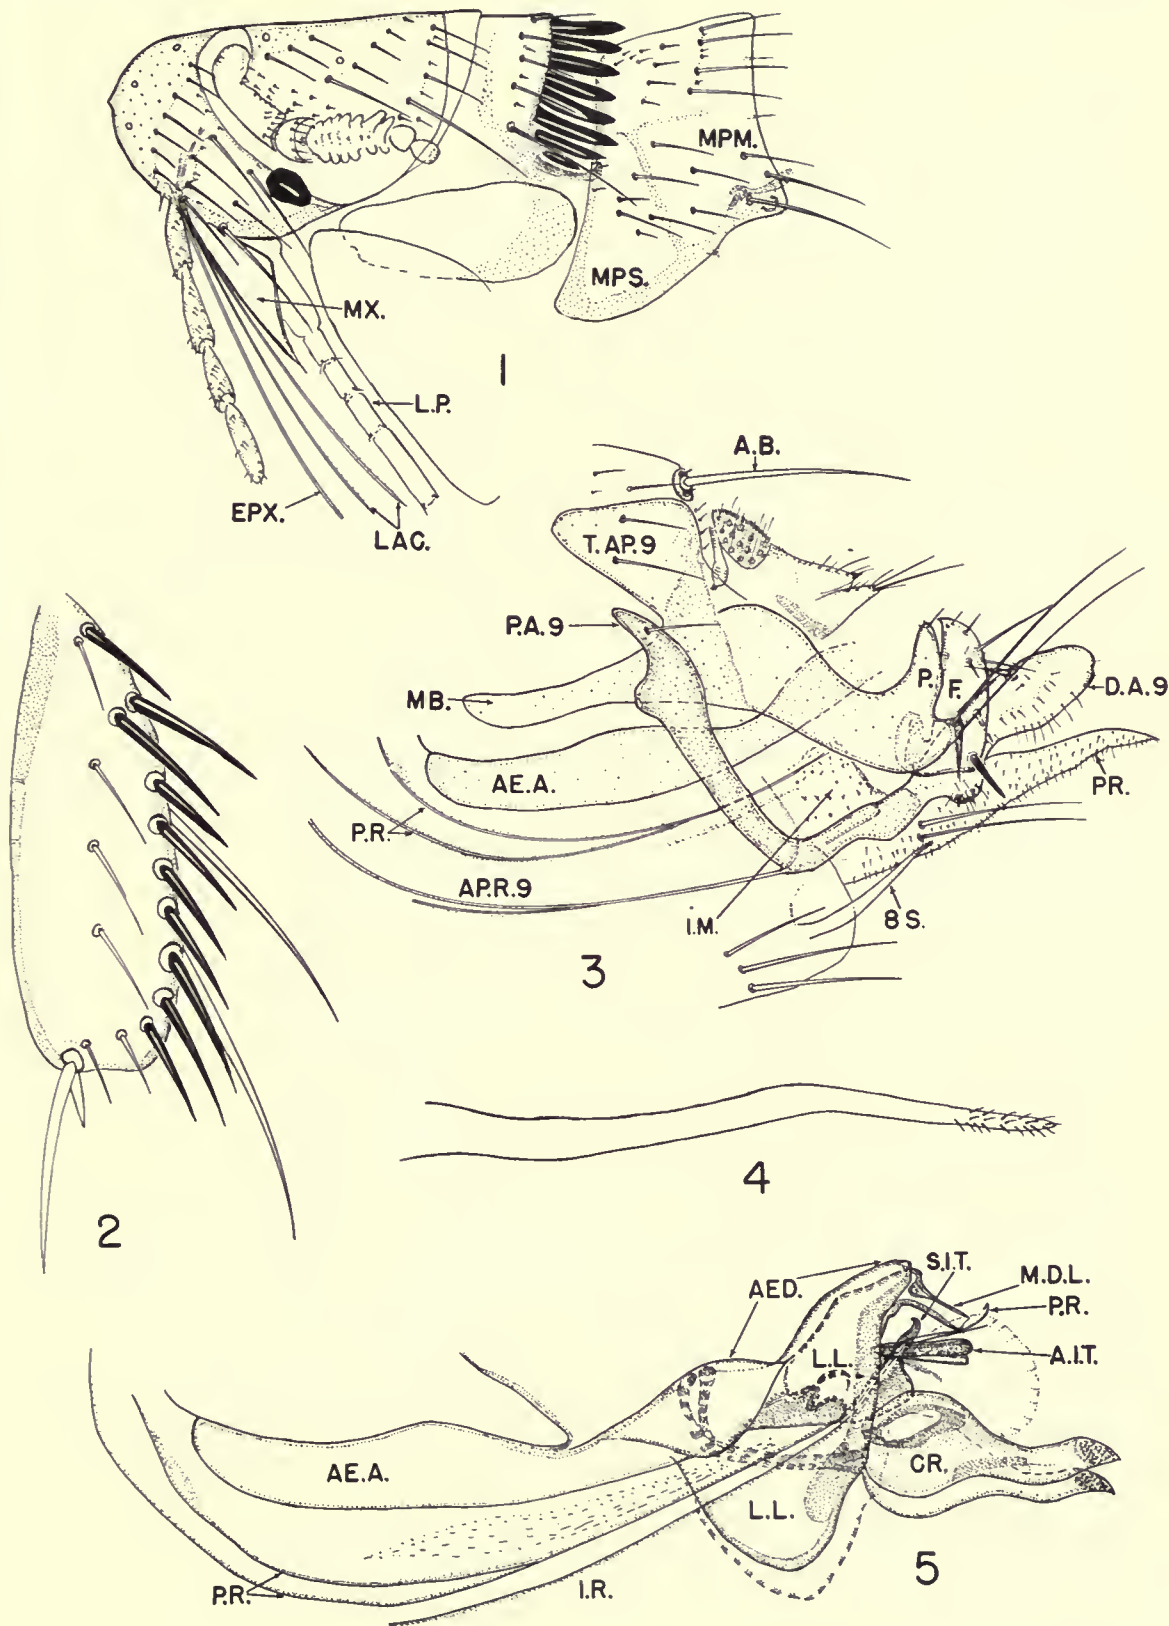 MPM.
MPS.
MX.
1
L.P.
EPX.
LAC.
A.B.
T.AP.9
P.A.9
P.
F.
D.A.9
MB.
AE.A.
PR.
P.R.
AP.R.9
I.M.
8 S.
3
2
4
S.I.T.
AED.
M.D.L.
P.R.
L.L.
A.I.T.
AE.A.
CR.
L.L.
P.R.
I.R.
5